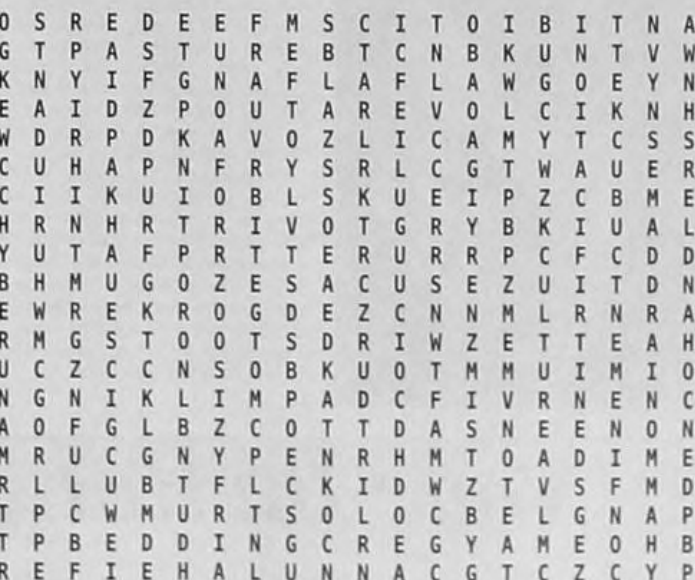 O S R E D E E F M S C I T O I B I T N A
G T P A S T U R E B T C N B K U N T V W
K N Y I F G N A F L A F L A W G O E Y N
E A I D Z P O U T A R E V O L C I K N H
W D R P D K A V O Z L I C A M Y T C S S
C U H A P N F R Y S R L C G T W A U E R
C I I K U I O B L S K U E I P Z C B M E
H R N H R T R I V O T G R Y B K I U A L
Y U T A F P R T T E R U R R P C F C D D
B H M U G O Z E S A C U S E Z U I T D N
E W R E K R O G D E Z C N N M L R N R A
R M G S T O O T S D R I W Z E T T E A H
U C Z C C N S O B K U O T M M U I M I O
N G N I K L I M P A D C F I V R N E N C
A O F G L B Z C O T T D A S N E E N O N
M R U C G N Y P E N R H M T O A D I M E
R L L U B T F L C K I D W Z T V S F M D
T P C W M U R T S O L O C B E L G N A P
T P B E D D I N G C R E G Y A M E O H B
R E F I E H A L U N N A C G T C Z C Y P